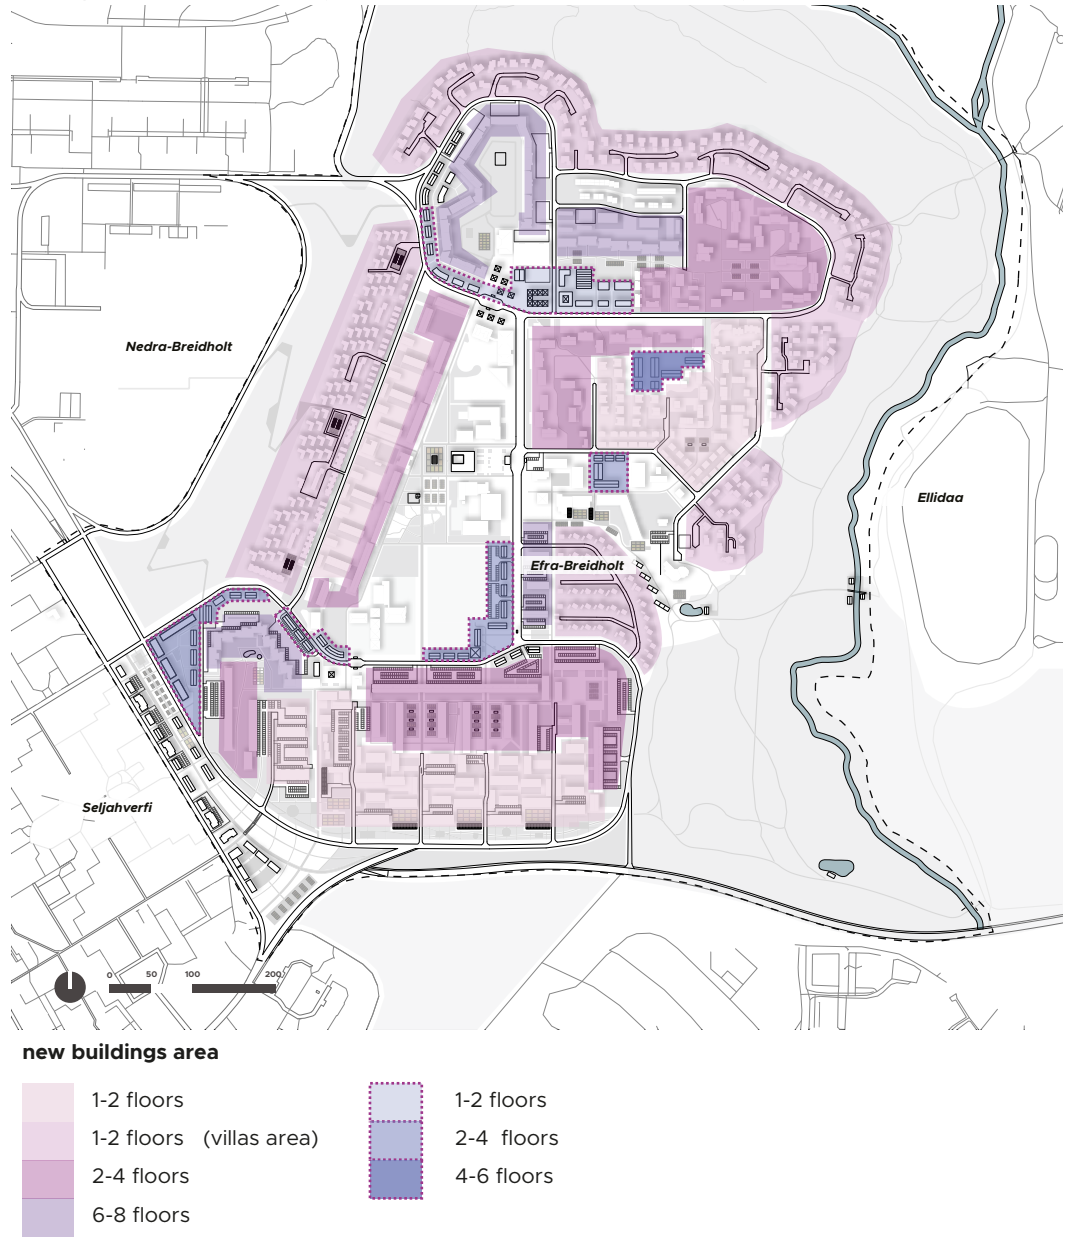 Nedra-Breidholt
Ellidaa
Efra-Breidholt
Seljahverfi
0 50 100 200
new buildings area
1-2 floors
1-2 floors (villas area)
2-4 floors
6-8 floors
1-2 floors
2-4 floors
4-6 floors